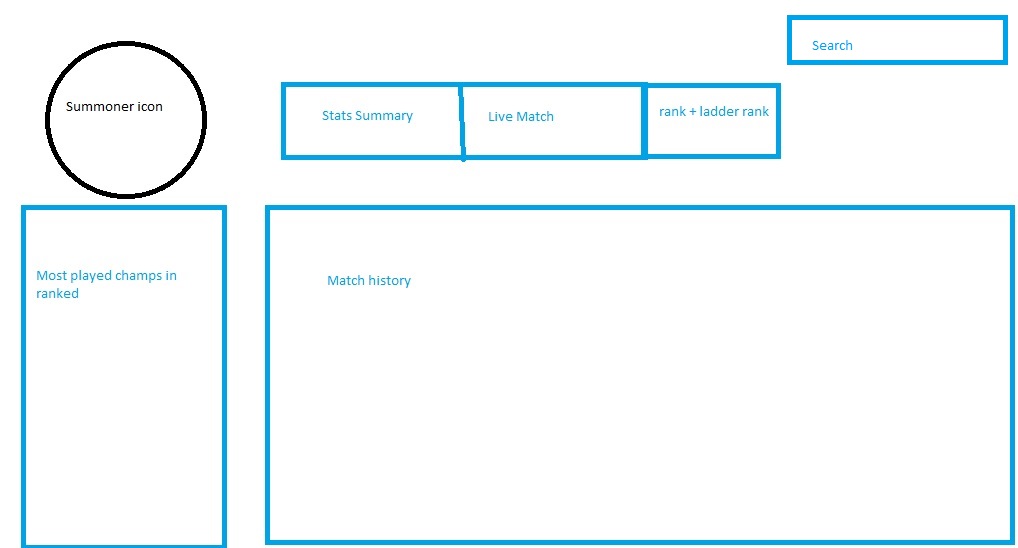 Search
Summoner icon
Stats Summary
Live Match
rank + ladder rank
Most played champs in
ranked
Match history